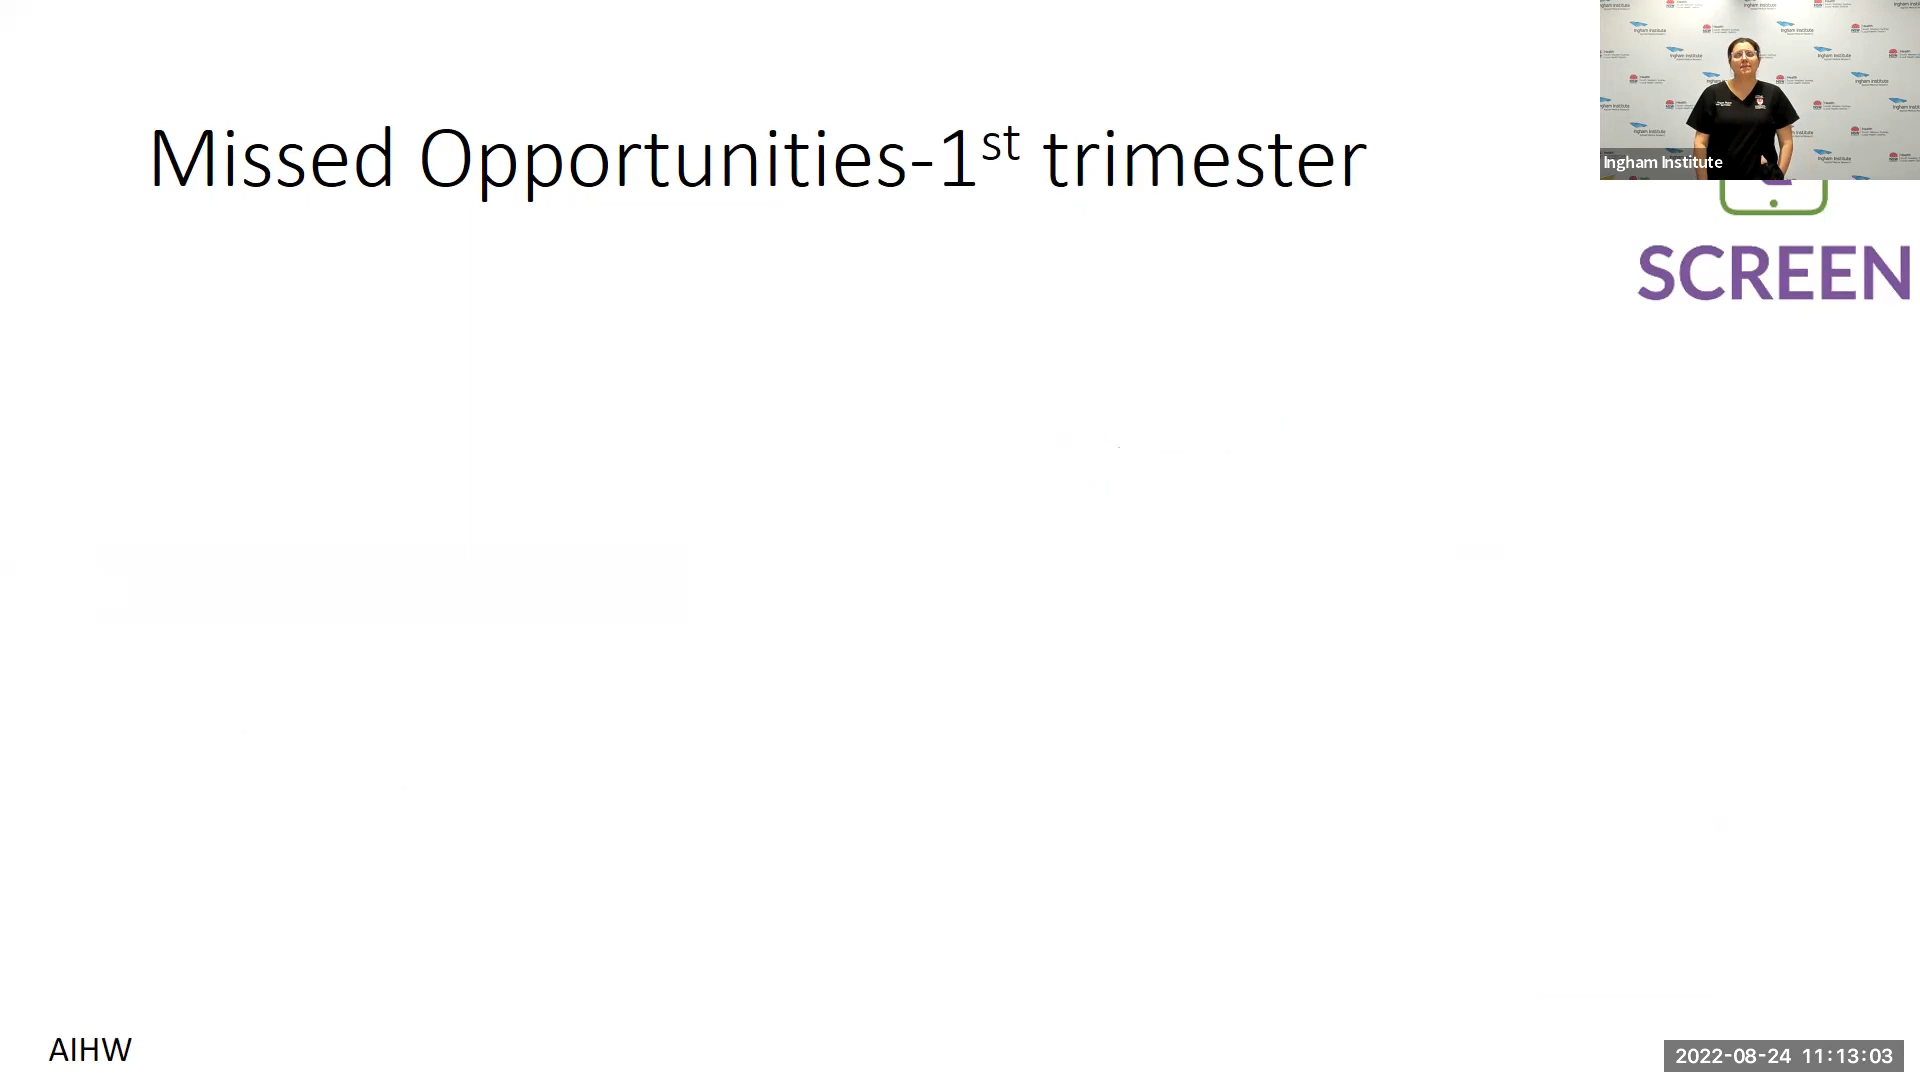 Missed Opportunities-1st trimester
Ingham Institute
SCREEN
AIHW
2022-08-24 11:13:03